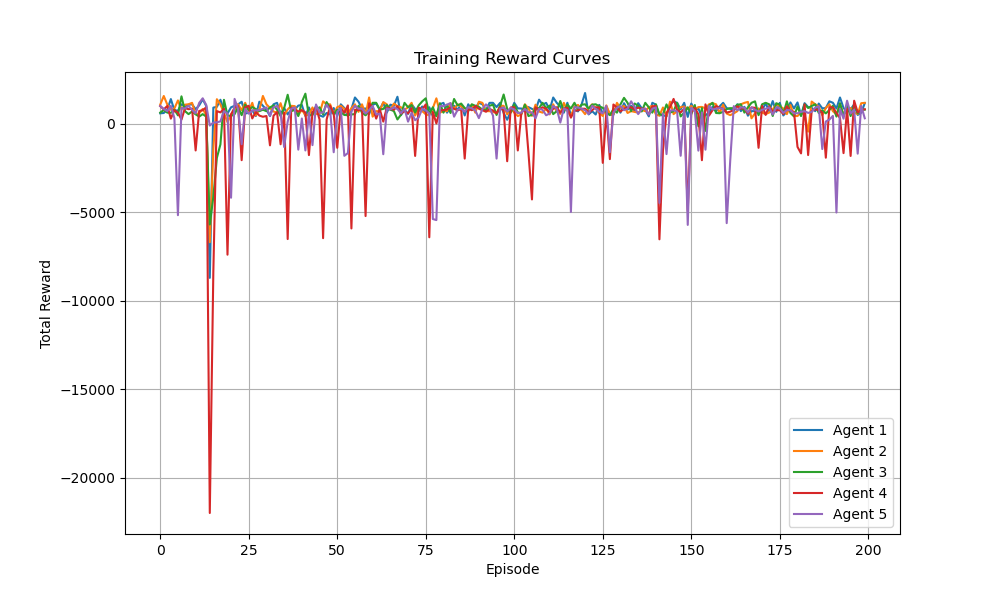 Training Reward Curves
Total Reward
0
−5000
−10000
−15000
−20000
0 25 50 75 100 125 150 175 200
Episode
Agent 1
Agent 2
Agent 3
Agent 4
Agent 5